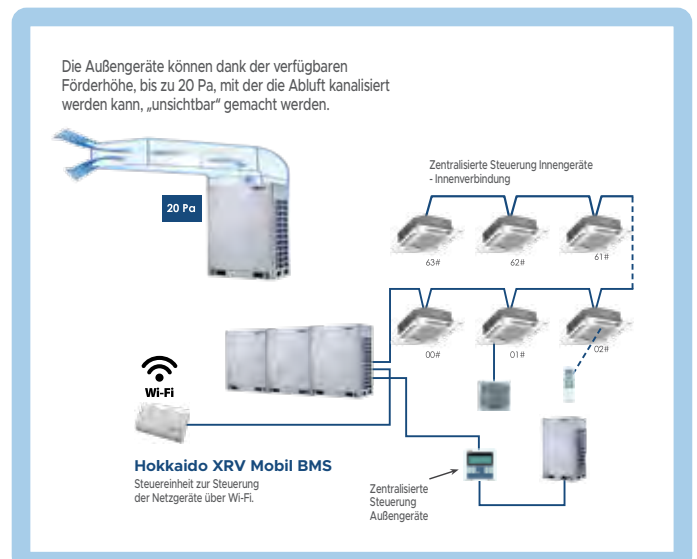 Die Außengeräte können dank der verfügbaren
Förderhöhe, bis zu 20 Pa, mit der die Abluft kanalisiert
werden kann, „unsichtbar" gemacht werden.
20 Pa
Zentralisierte Steuerung Innengeräte
- Innenverbindung
63#
62#
61#
00#
01#
02#
Wi-Fi
Hokkaido XRV Mobil BMS
Steuereinheit zur Steuerung
der Netzgeräte über Wi-Fi.
Zentralisierte
Steuerung
Außengeräte